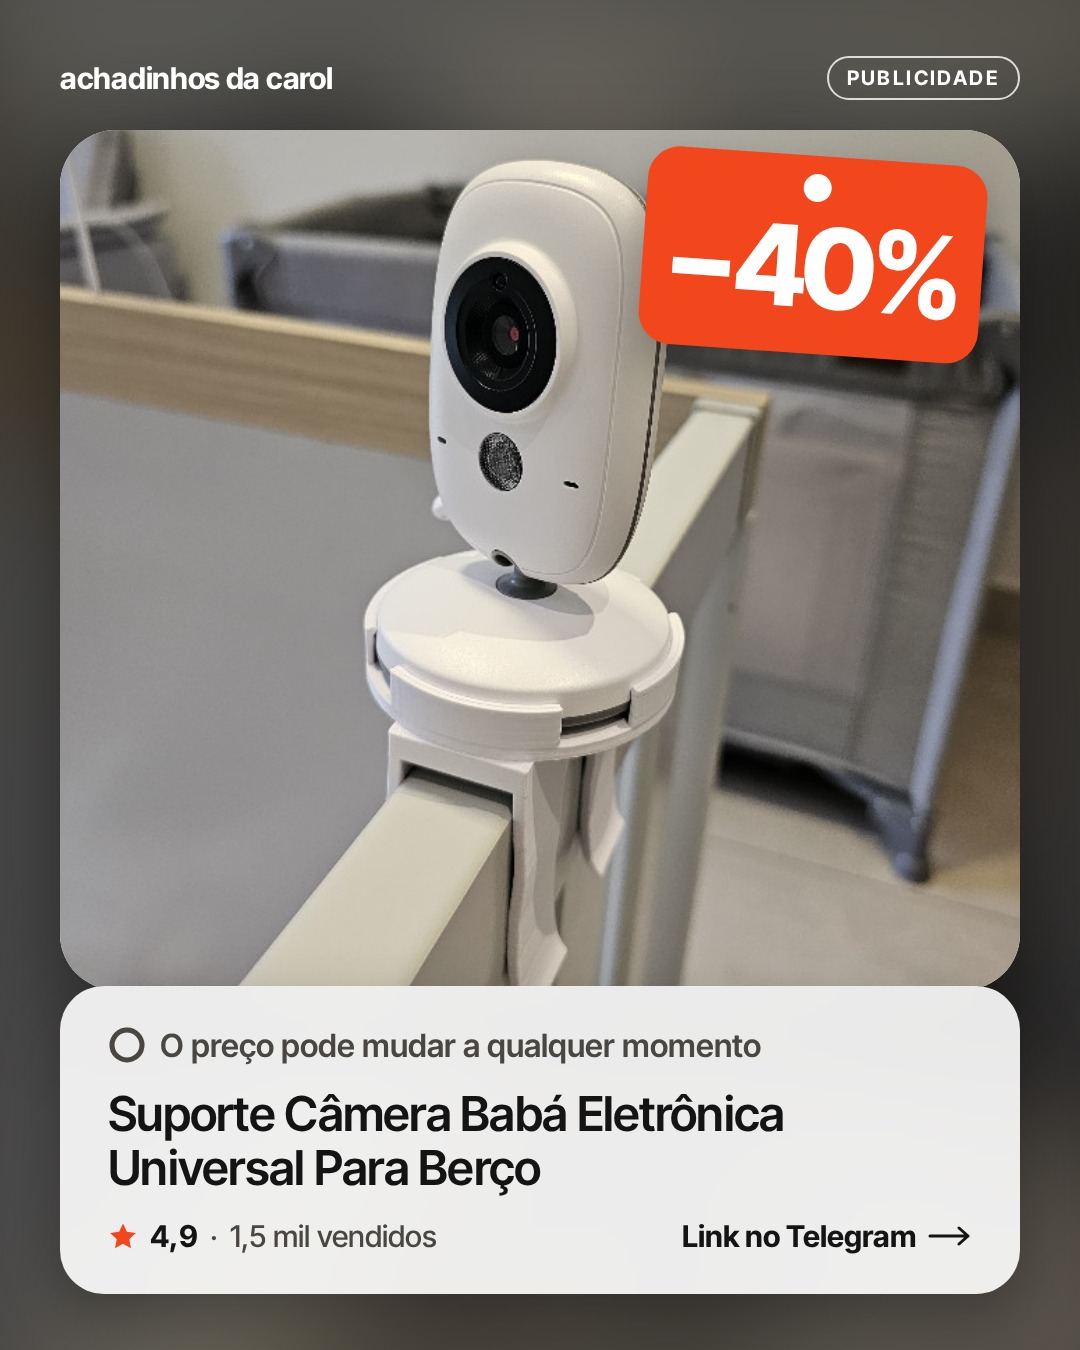 achadinhos da carol
PUBLICIDADE
−40%
O preço pode mudar a qualquer momento
Suporte Câmera Babá Eletrônica
Universal Para Berço
4,9 · 1,5 mil vendidos
Link no Telegram →